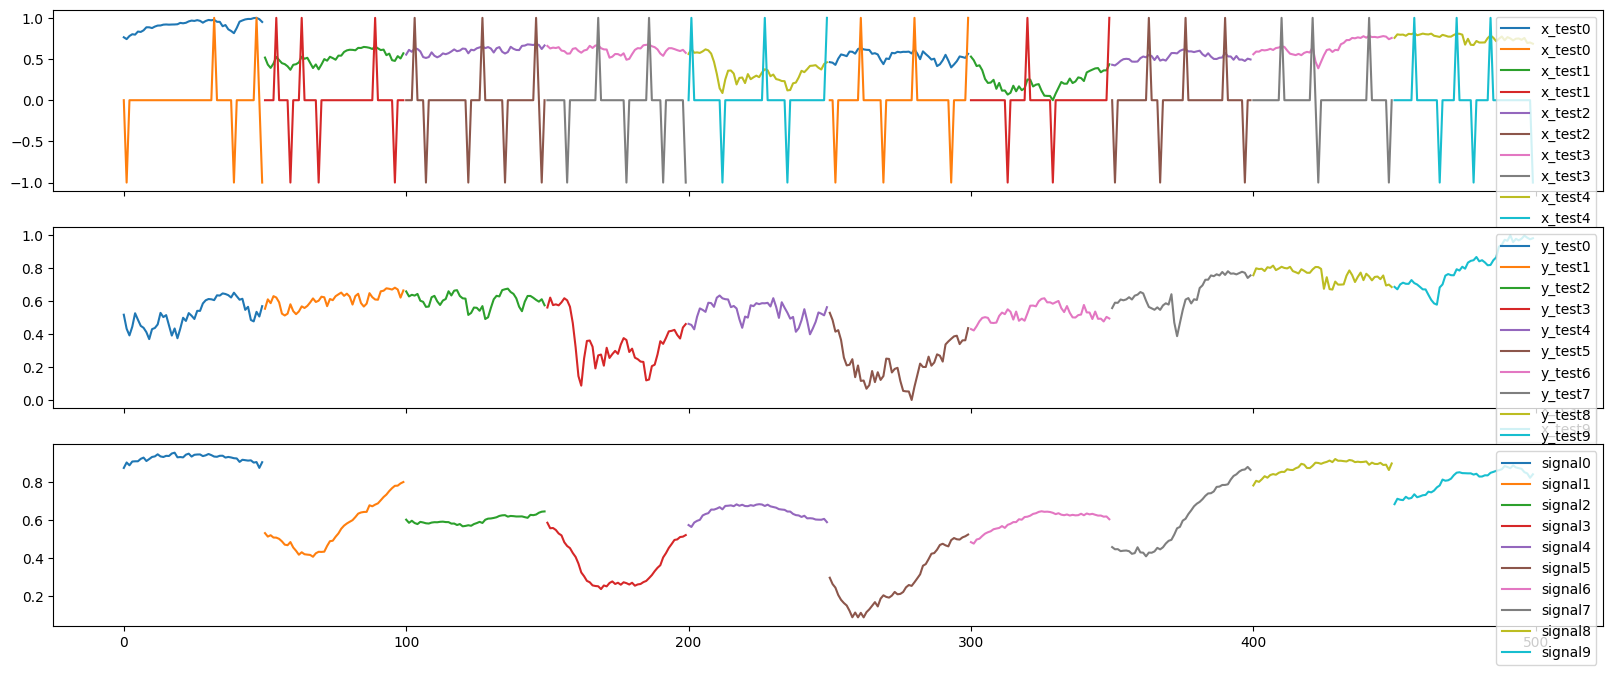 1.0
0.5
0.0
−0.5
−1.0
x_test0
x_test0
x_test1
x_test1
x_test2
x_test2
x_test3
x_test3
x_test4
x_test4
1.0
0.8
0.6
0.4
0.2
0.0
y_test0
y_test1
y_test2
y_test3
y_test4
y_test5
y_test6
y_test7
y_test8
x_test9
y_test9
0.8
0.6
0.4
0.2
signal0
signal1
signal2
signal3
signal4
signal5
signal6
signal7
signal8
signal9
0
100
200
300
400
500